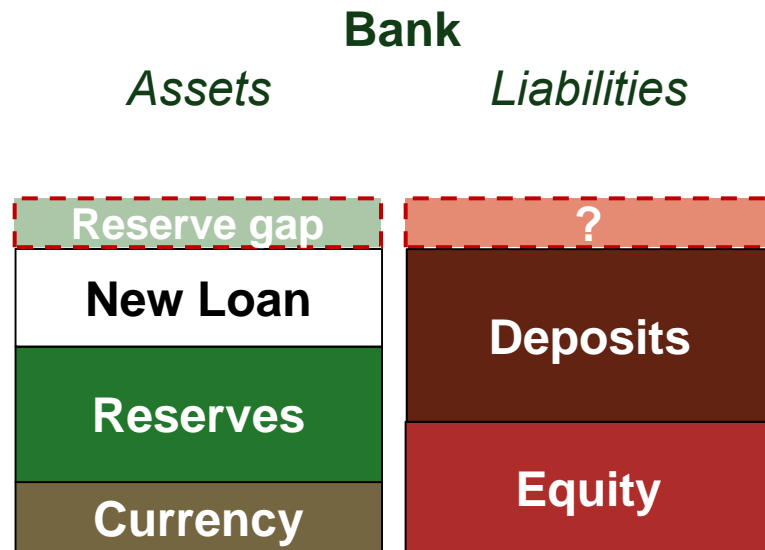 Bank
Assets Liabilities
Reserve gap ?
New Loan
Deposits
Reserves
Equity
Currency